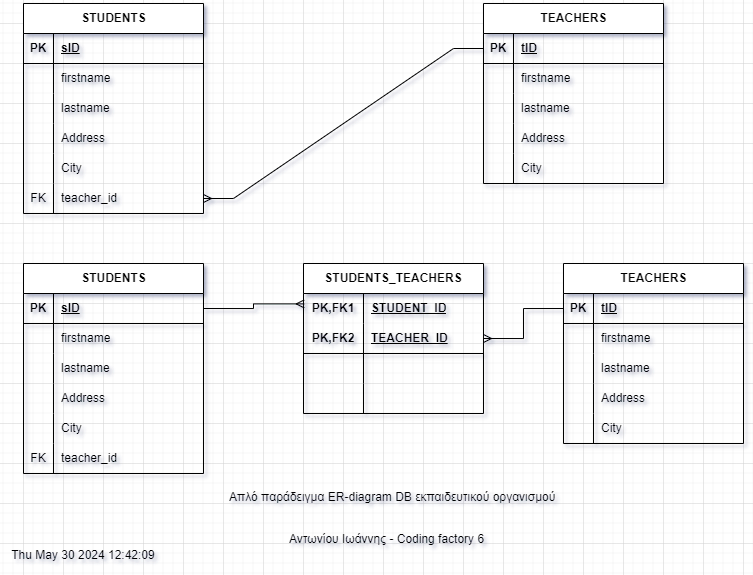 STUDENTS
PK sID
firstname
lastname
Address
City
FK teacher_id
TEACHERS
PK tID
firstname
lastname
Address
City
STUDENTS
PK sID
firstname
lastname
Address
City
FK teacher_id
STUDENTS_TEACHERS
PK,FK1 STUDENT_ID
PK,FK2 TEACHER_ID
TEACHERS
PK tID
firstname
lastname
Address
City
Απλό παράδειγμα ER-diagram DB εκπαιδευτικού οργανισμού
Αντωνίου Ιωάννης - Coding factory 6
Thu May 30 2024 12:42:09